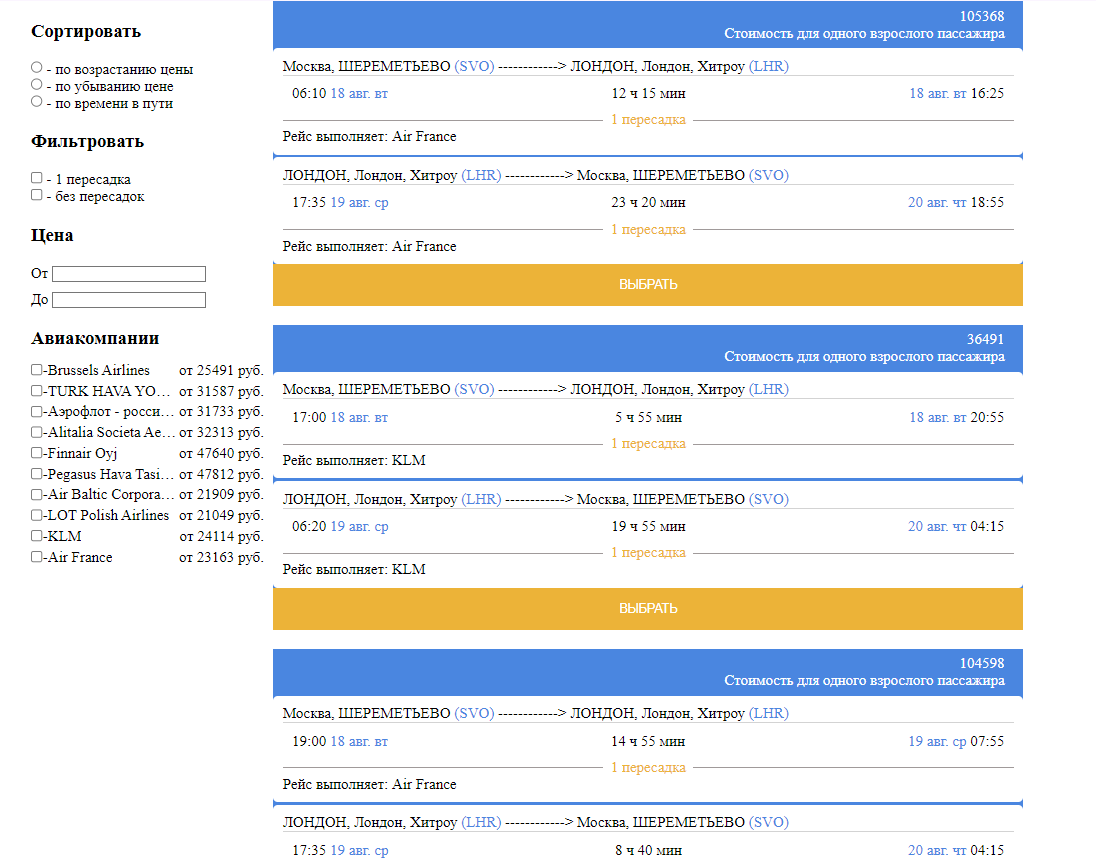 Сортировать
- по возрастанию цены
- по убыванию цене
- по времени в пути
Фильтровать
- 1 пересадка
- без пересадок
Цена
От
До
Авиакомпании
-Brussels Airlines от 25491 руб.
-TURK HAVA YO... от 31587 руб.
-Аэрофлот - росси... от 31733 руб.
-Alitalia Societa Ae... от 32313 руб.
-Finnair Oyj от 47640 руб.
-Pegasus Hava Tasi... от 47812 руб.
-Air Baltic Corpora... от 21909 руб.
-LOT Polish Airlines от 21049 руб.
-KLM от 24114 руб.
-Air France от 23163 руб.
105368
Стоимость для одного взрослого пассажира
Москва, ШЕРЕМЕТЬЕВО (SVO) ------------> ЛОНДОН, Лондон, Хитроу (LHR)
06:10 18 авг. вт 12 ч 15 мин 18 авг. вт 16:25
1 пересадка
Рейс выполняет: Air France
ЛОНДОН, Лондон, Хитроу (LHR) ------------> Москва, ШЕРЕМЕТЬЕВО (SVO)
17:35 19 авг. ср 23 ч 20 мин 20 авг. чт 18:55
1 пересадка
Рейс выполняет: Air France
ВЫБРАТЬ
36491
Стоимость для одного взрослого пассажира
Москва, ШЕРЕМЕТЬЕВО (SVO) ------------> ЛОНДОН, Лондон, Хитроу (LHR)
17:00 18 авг. вт 5 ч 55 мин 18 авг. вт 20:55
1 пересадка
Рейс выполняет: KLM
ЛОНДОН, Лондон, Хитроу (LHR) ------------> Москва, ШЕРЕМЕТЬЕВО (SVO)
06:20 19 авг. ср 19 ч 55 мин 20 авг. чт 04:15
1 пересадка
Рейс выполняет: KLM
ВЫБРАТЬ
104598
Стоимость для одного взрослого пассажира
Москва, ШЕРЕМЕТЬЕВО (SVO) ------------> ЛОНДОН, Лондон, Хитроу (LHR)
19:00 18 авг. вт 14 ч 55 мин 19 авг. ср 07:55
1 пересадка
Рейс выполняет: Air France
ЛОНДОН, Лондон, Хитроу (LHR) ------------> Москва, ШЕРЕМЕТЬЕВО (SVO)
17:35 19 авг. ср 8 ч 40 мин 20 авг. чт 04:15